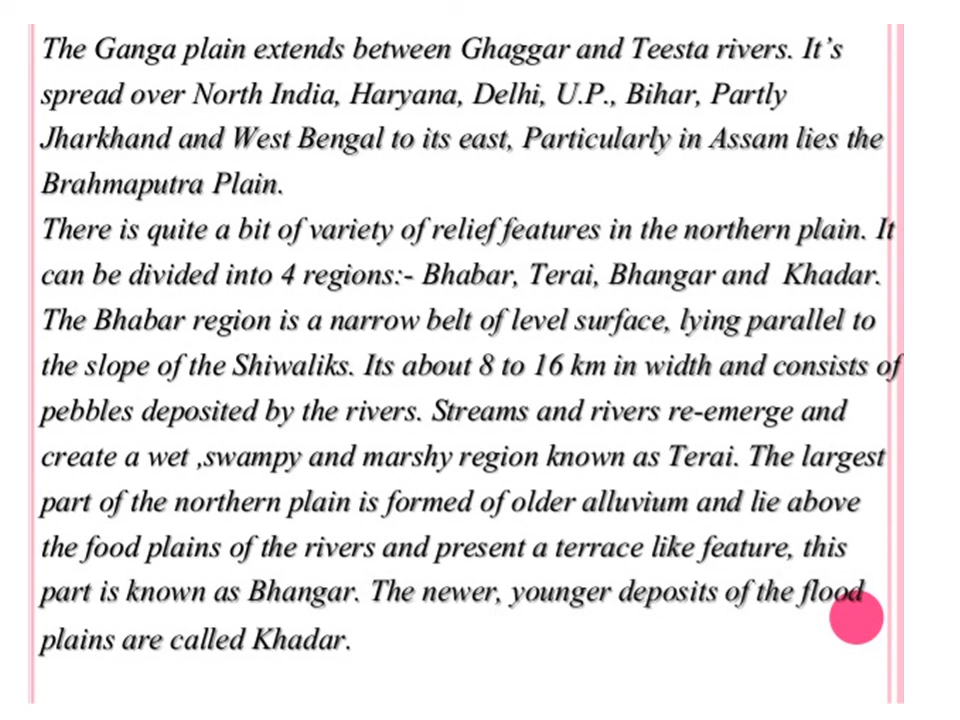 The Ganga plain extends between Ghaggar and Teesta rivers. It’s
spread over North India, Haryana, Delhi, U.P., Bihar, Partly
Jharkhand and West Bengal to its east, Particularly in Assam lies the
Brahmaputra Plain.
There is quite a bit of variety of relief features in the northern plain. It
can be divided into 4 regions:- Bhabar, Terai, Bhangar and  Khadar.
The Bhabar region is a narrow belt of level surface, lying parallel to
the slope of the Shiwaliks. Its about 8 to 16 km in width and consists of
pebbles deposited by the rivers. Streams and rivers re-emerge and
create a wet ,swampy and marshy region known as Terai. The largest
part of the northern plain is formed of older alluvium and lie above
the food plains of the rivers and present a terrace like feature, this
part is known as Bhangar. The newer, younger deposits of the flood
plains are called Khadar.